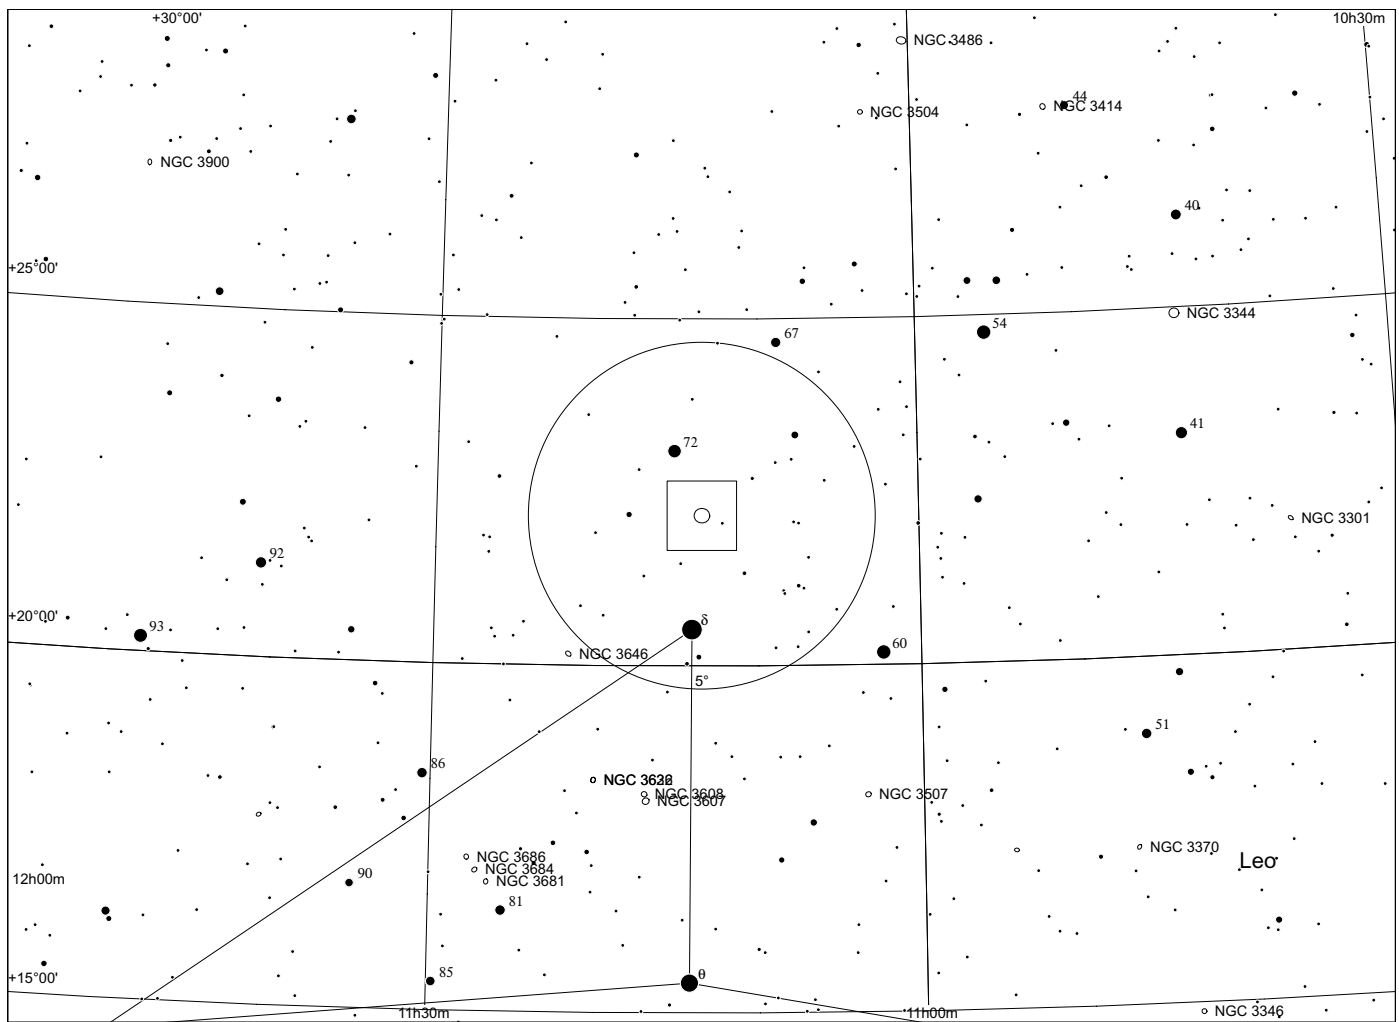 +30°00'
10h30m
NGC 3486
44
NGC 3414
NGC 3504
NGC 3900
40
+25°00'
NGC 3344
54
67
41
72
NGC 3301
92
+20°00'
δ
93
60
NGC 3646
5°
51
86
NGC 3608
NGC 3507
NGC 3607
NGC 3370
NGC 3686
Leo
NGC 3684
90
12h00m
NGC 3681
81
85
θ
+15°00'
11h30m
11h00m
NGC 3346